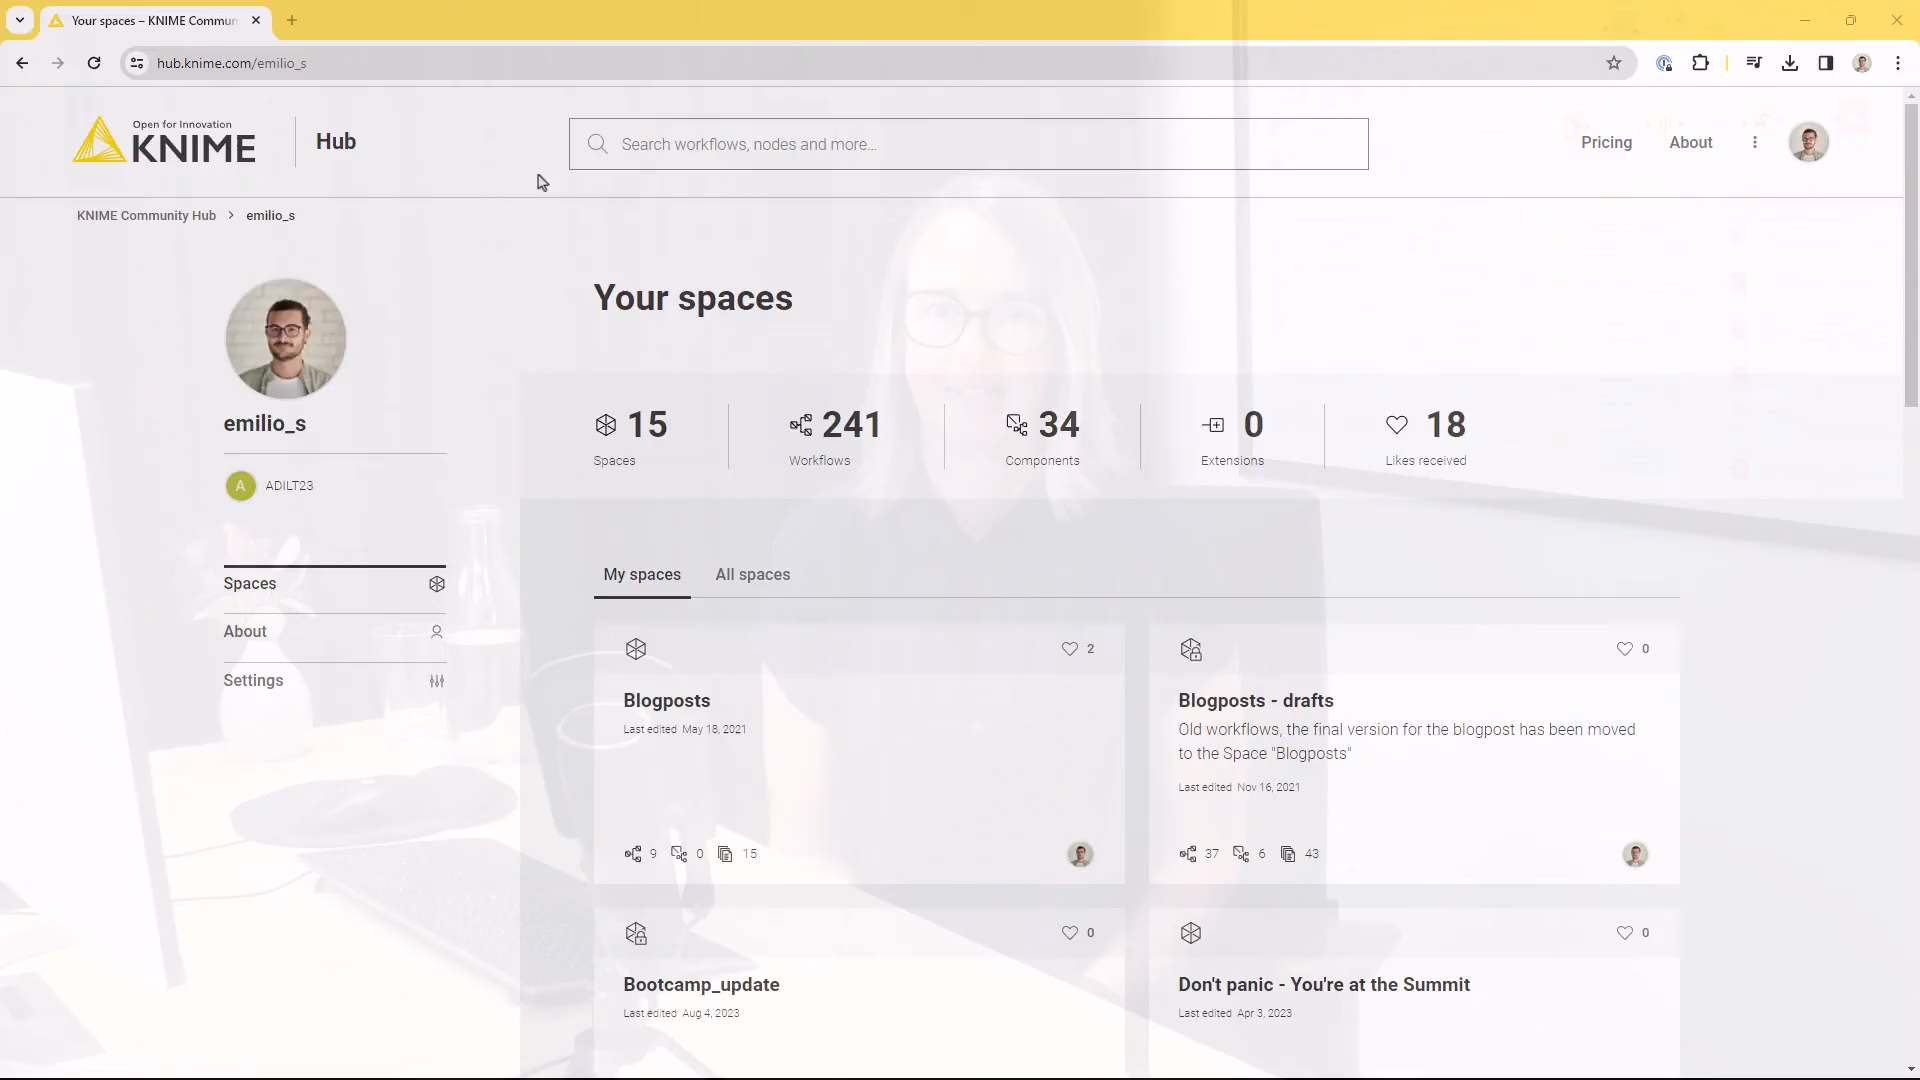 Your spaces – KNIME Commun
hub.knime.com/emilio_s
Open for Innovation
KNIME
Hub
Search workflows, nodes and more...
Pricing
About
KNIME Community Hub
emilio_s
Your spaces
emilio_s
A
ADILT23
15
241
34
0
18
Spaces
Workflows
Components
Extensions
Likes received
Spaces
About
Settings
My spaces
All spaces
2
Blogposts
Last edited May 18, 2021
9
0
15
0
Blogposts - drafts
Old workflows, the final version for the blogpost has been moved
to the Space "Blogposts"
Last edited Nov 16, 2021
37
6
43
0
Bootcamp_update
Last edited Aug 4, 2023
0
Don't panic - You're at the Summit
Last edited Apr 3, 2023